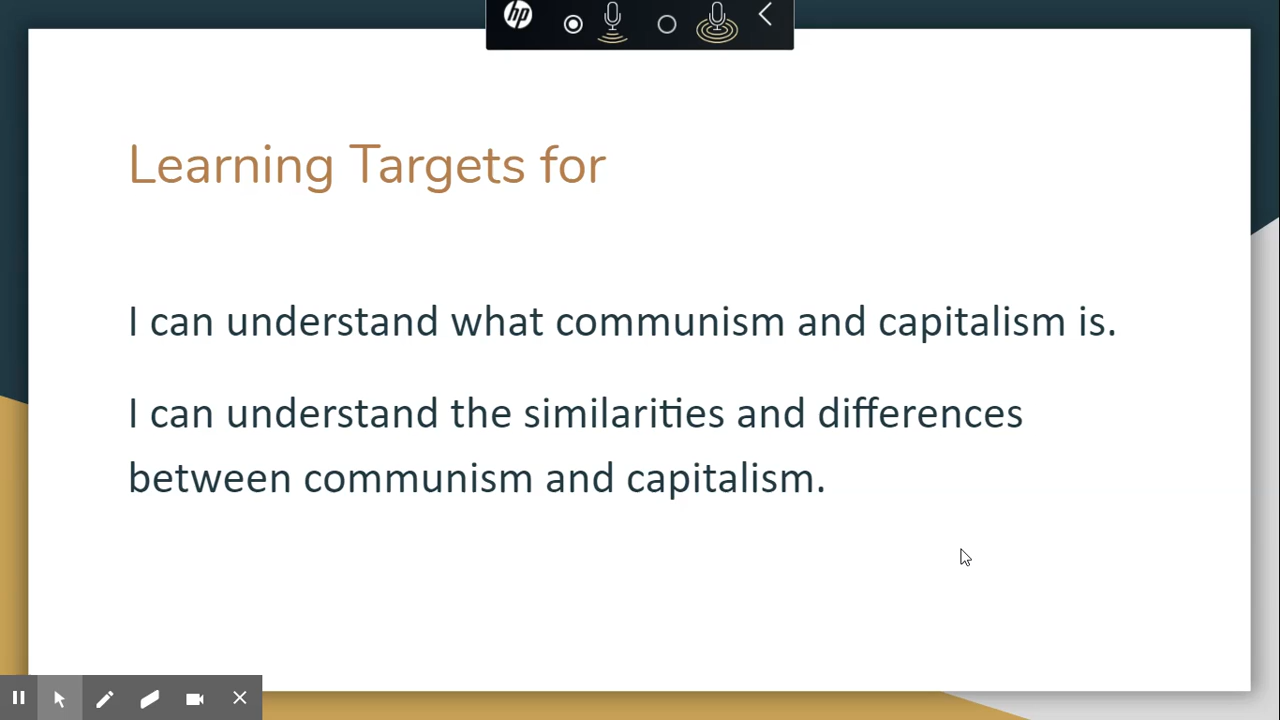 hp
Learning Targets for
I can understand what communism and capitalism is.
I can understand the similarities and differences
between communism and capitalism.